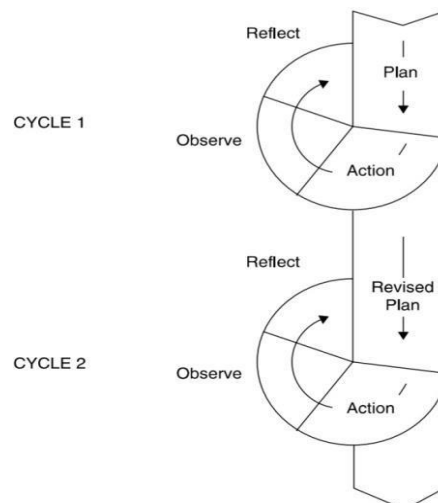 Reflect
Plan
CYCLE 1
Observe
Action
Reflect
Revised
Plan
CYCLE 2
Observe
Action